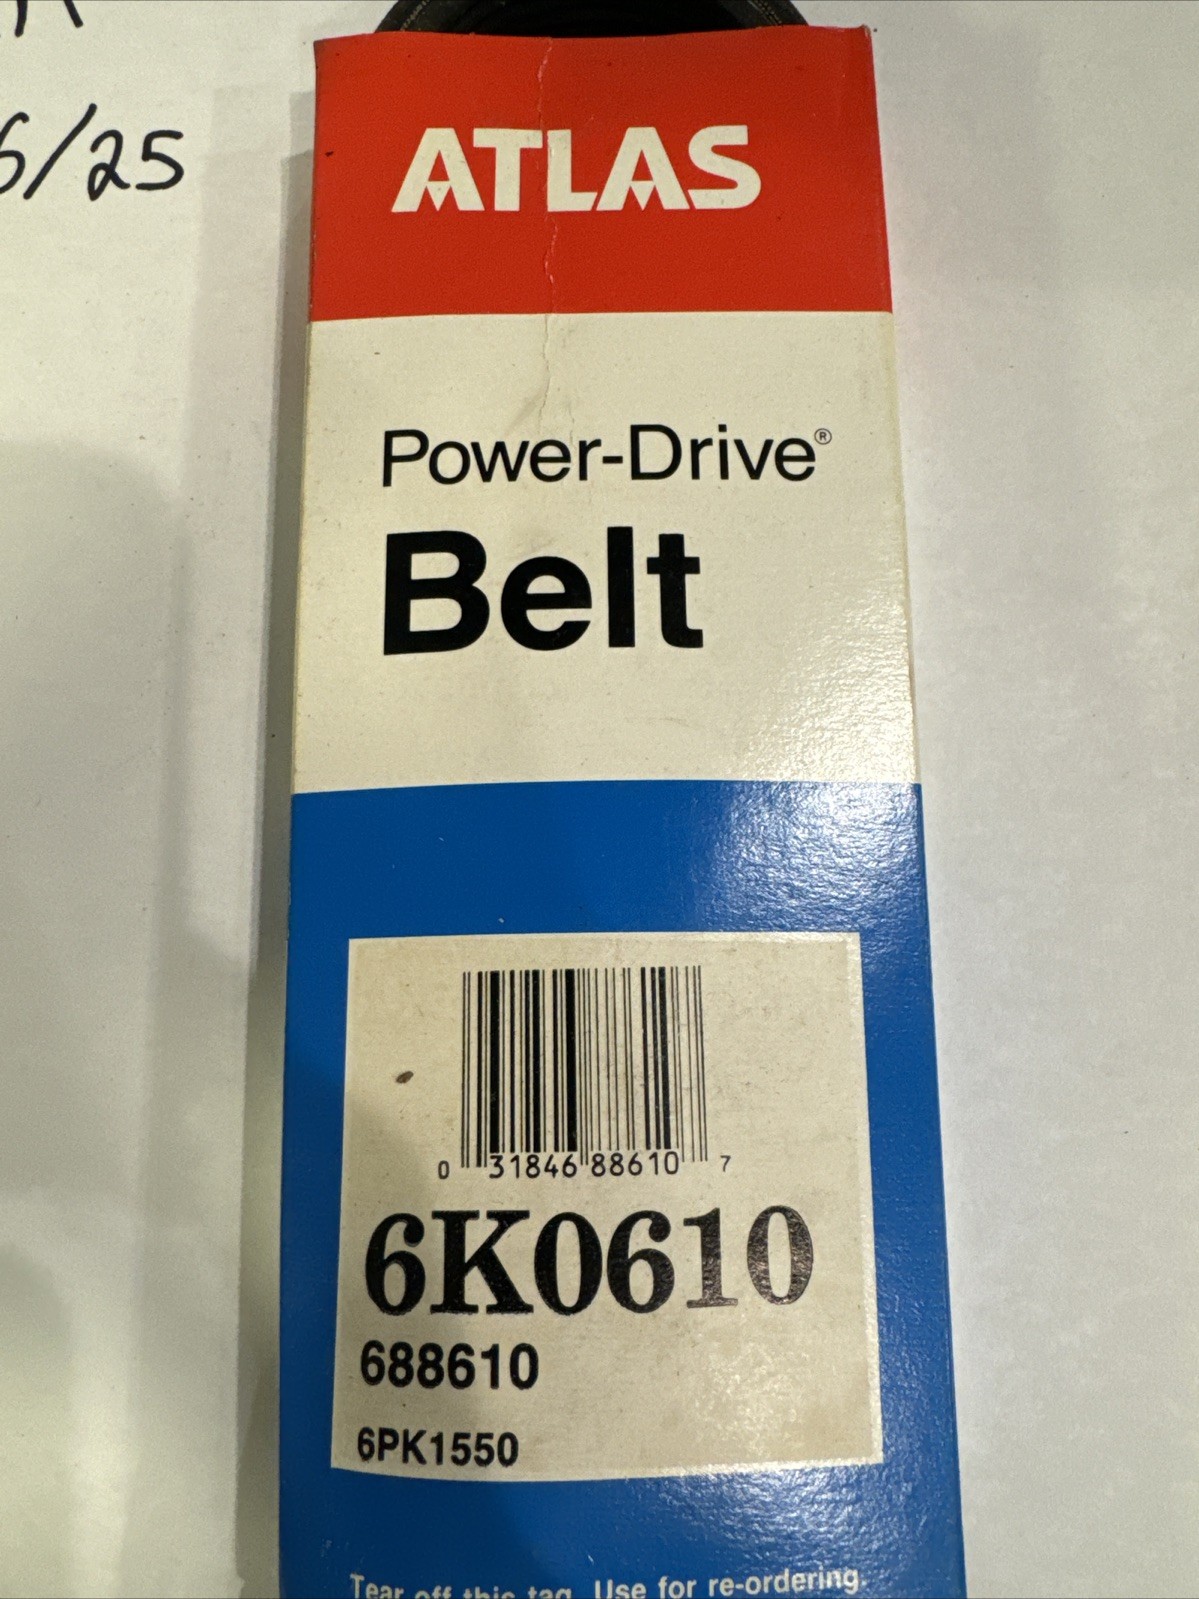 6/25
ATLAS
Power-Drive®
Belt
0 31846 88610 7
6K0610
688610
6PK1550
Tear off this tag. Use for re-ordering.